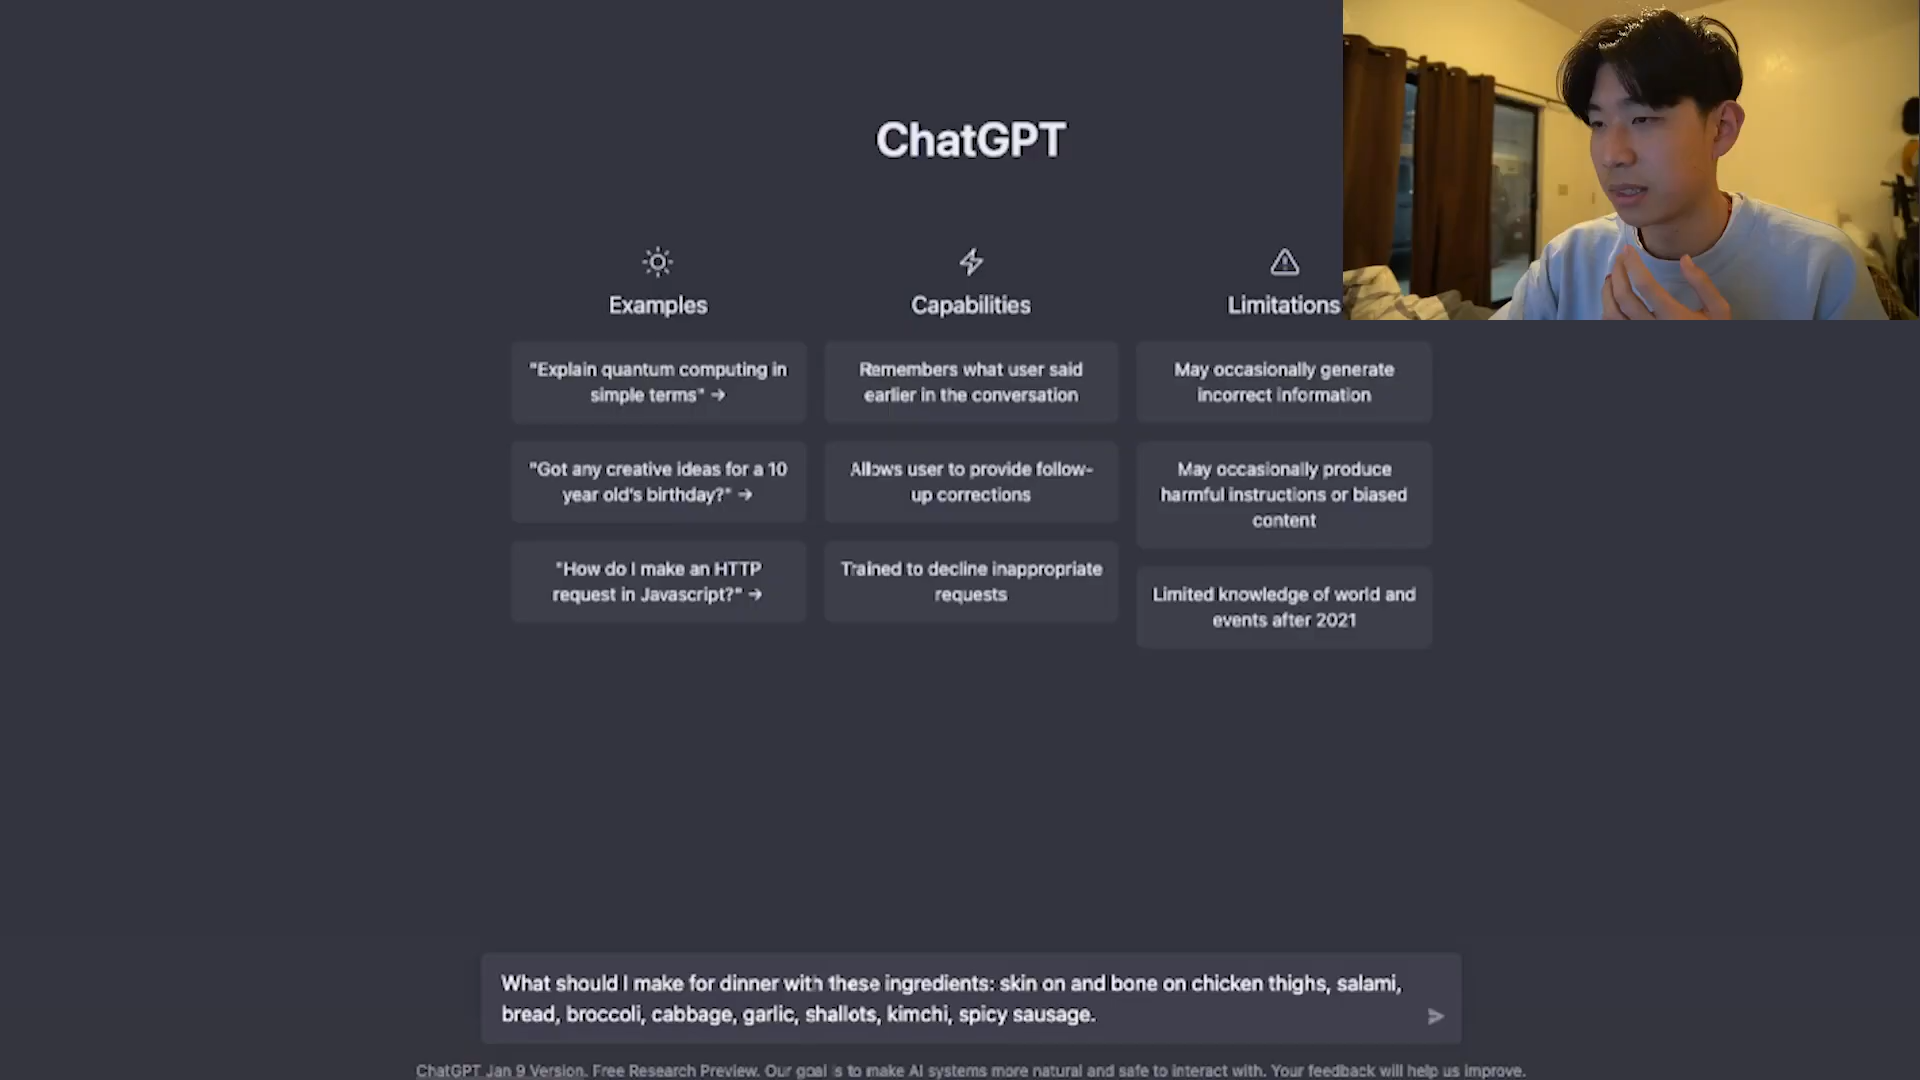 ChatGPT
Examples
"Explain quantum computing in
simple terms" →
"Got any creative ideas for a 10
year old's birthday?" →
"How do I make an HTTP
request in Javascript?" →
Capabilities
Remembers what user said
earlier in the conversation
Allows user to provide follow-
up corrections
Trained to decline inappropriate
requests
Limitations
May occasionally generate
incorrect information
May occasionally produce
harmful instructions or biased
content
Limited knowledge of world and
events after 2021
What should I make for dinner with these ingredients: skin on and bone on chicken thighs, salami,
bread, broccoli, cabbage, garlic, shallots, kimchi, spicy sausage.
ChatGPT Jan 9 Version. Free Research Preview. Our goal is to make AI systems more natural and safe to interact with. Your feedback will help us improve.